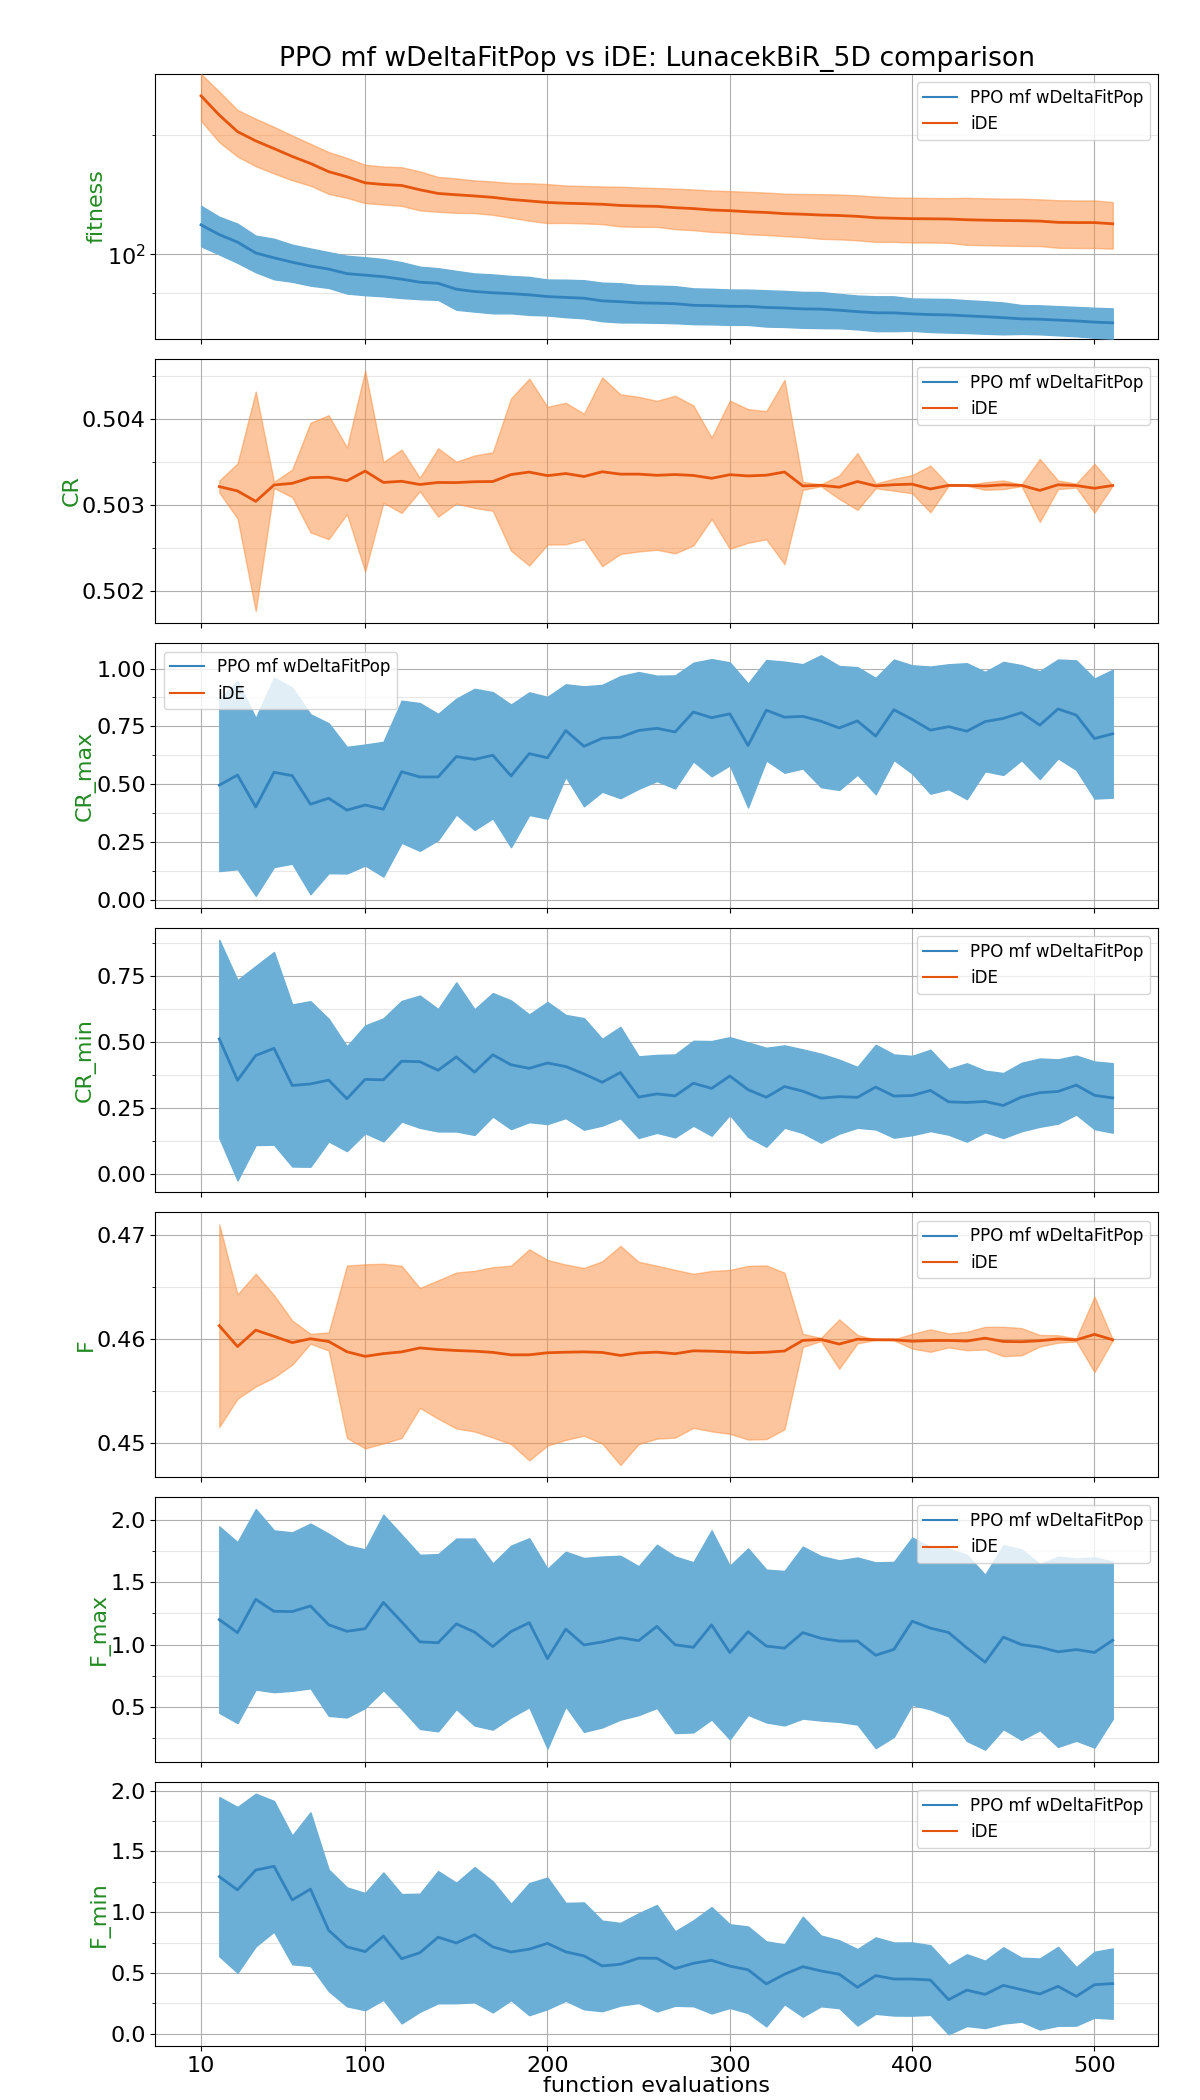 PPO mf wDeltaFitPop vs iDE: LunacekBiR_5D comparison
PPO mf wDeltaFitPop
iDE
fitness
10²
PPO mf wDeltaFitPop
iDE
CR
0.504
0.503
0.502
PPO mf wDeltaFitPop
iDE
CR_max
1.00
0.75
0.50
0.25
0.00
PPO mf wDeltaFitPop
iDE
CR_min
0.75
0.50
0.25
0.00
PPO mf wDeltaFitPop
iDE
F
0.47
0.46
0.45
PPO mf wDeltaFitPop
iDE
F_max
2.0
1.5
1.0
0.5
PPO mf wDeltaFitPop
iDE
F_min
2.0
1.5
1.0
0.5
0.0
10 100 200 300 400 500
function evaluations